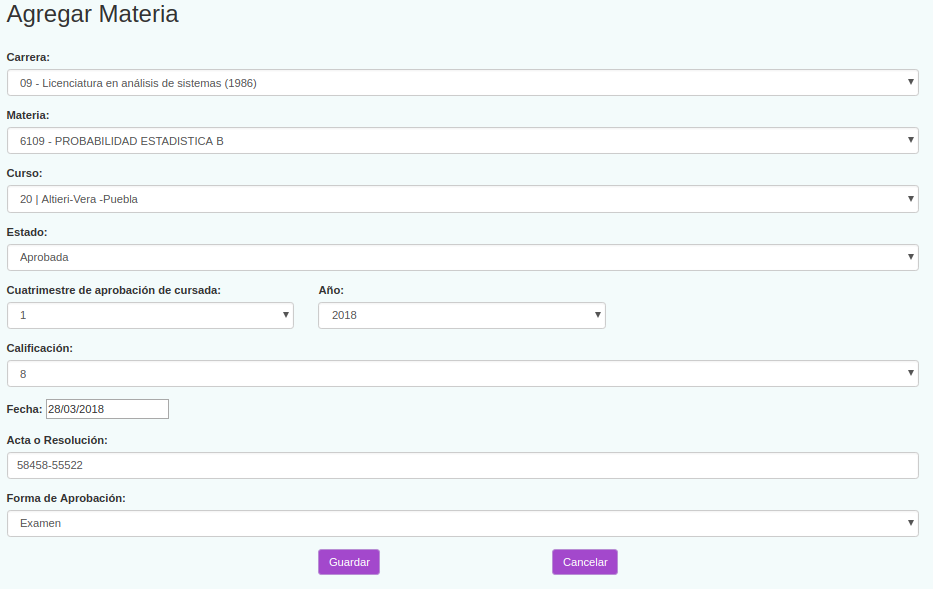 Agregar Materia
Carrera:
09 - Licenciatura en análisis de sistemas (1986)
Materia:
6109 - PROBABILIDAD ESTADISTICA B
Curso:
20 | Altieri-Vera -Puebla
Estado:
Aprobada
Cuatrimestre de aprobación de cursada: Año:
1 2018
Calificación:
8
Fecha: 28/03/2018
Acta o Resolución:
58458-55522
Forma de Aprobación:
Examen
Guardar Cancelar